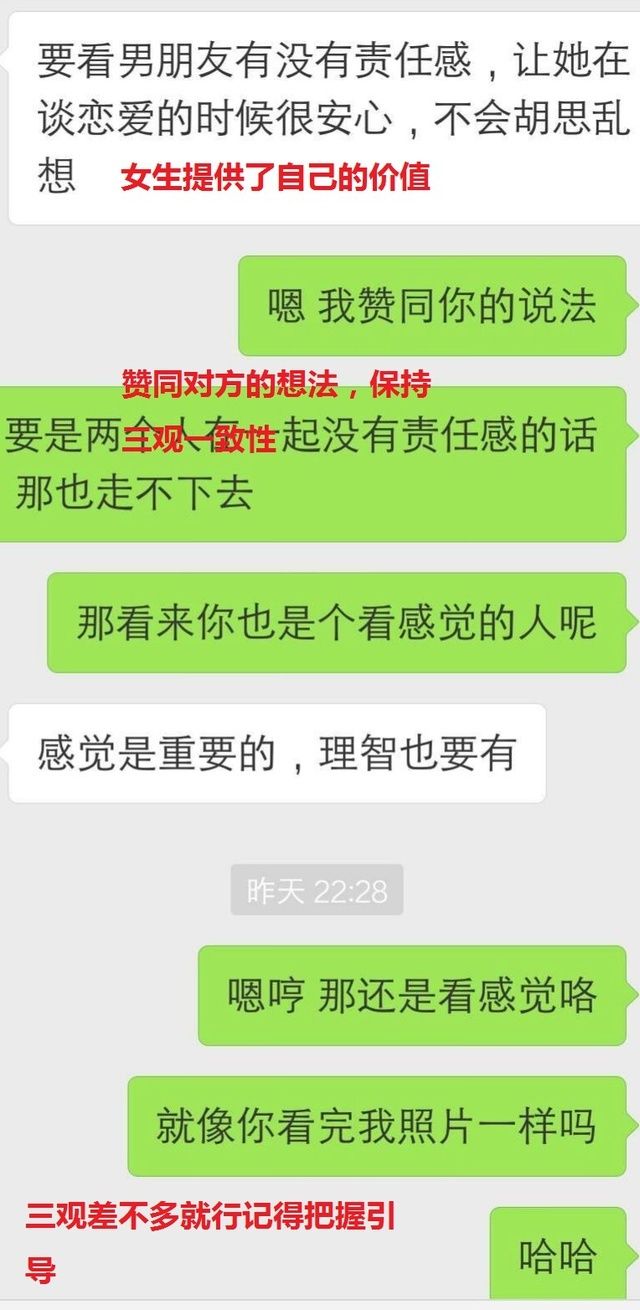 要看男朋友有没有责任感，让她在
谈恋爱的时候很安心，不会胡思乱
想
女生提供了自己的价值
嗯 我赞同你的说法
赞同对方的想法，保持
三观一致性
要是两个人在一起没有责任感的话
那也走不下去
那看来你也是个看感觉的人呢
感觉是重要的，理智也要有
昨天 22:28
嗯哼 那还是看感觉咯
就像你看完我照片一样吗
三观差不多就行记得把握引
导
哈哈